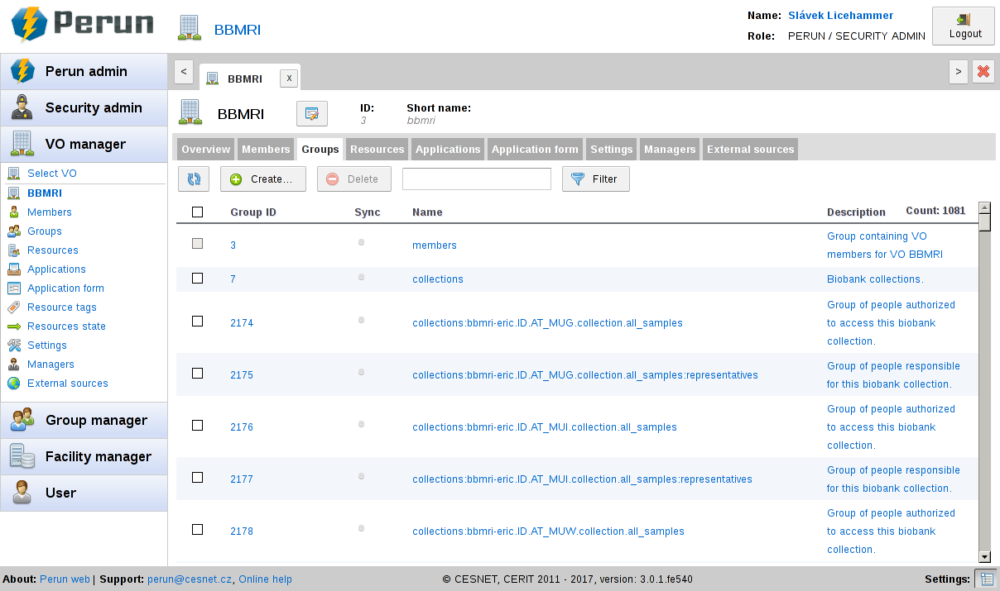 Perun
BBMRI
Name: Slávek Licehammer
Role: PERUN / SECURITY ADMIN
Logout
Perun admin
Security admin
VO manager
Select VO
BBMRI
Members
Groups
Resources
Applications
Application form
Resource tags
Resources state
Settings
Managers
External sources
Group manager
Facility manager
User
< BBMRI x >
BBMRI
ID:
3
Short name:
bbmri
Overview Members Groups Resources Applications Application form Settings Managers External sources
Create... Delete Filter
Group ID Sync Name Description Count: 1081
3 members Group containing VO
members for VO BBMRI
7 collections Biobank collections.
2174 collections:bbmri-eric.ID.AT_MUG.collection.all_samples Group of people authorized
to access this biobank
collection.
2175 collections:bbmri-eric.ID.AT_MUG.collection.all_samples:representatives Group of people responsible
for this biobank collection.
2176 collections:bbmri-eric.ID.AT_MUI.collection.all_samples Group of people authorized
to access this biobank
collection.
2177 collections:bbmri-eric.ID.AT_MUI.collection.all_samples:representatives Group of people responsible
for this biobank collection.
2178 collections:bbmri-eric.ID.AT_MUW.collection.all_samples Group of people authorized
to access this biobank
collection.
About: Perun web | Support: perun@cesnet.cz, Online help © CESNET, CERIT 2011 - 2017, version: 3.0.1.fe540 Settings: